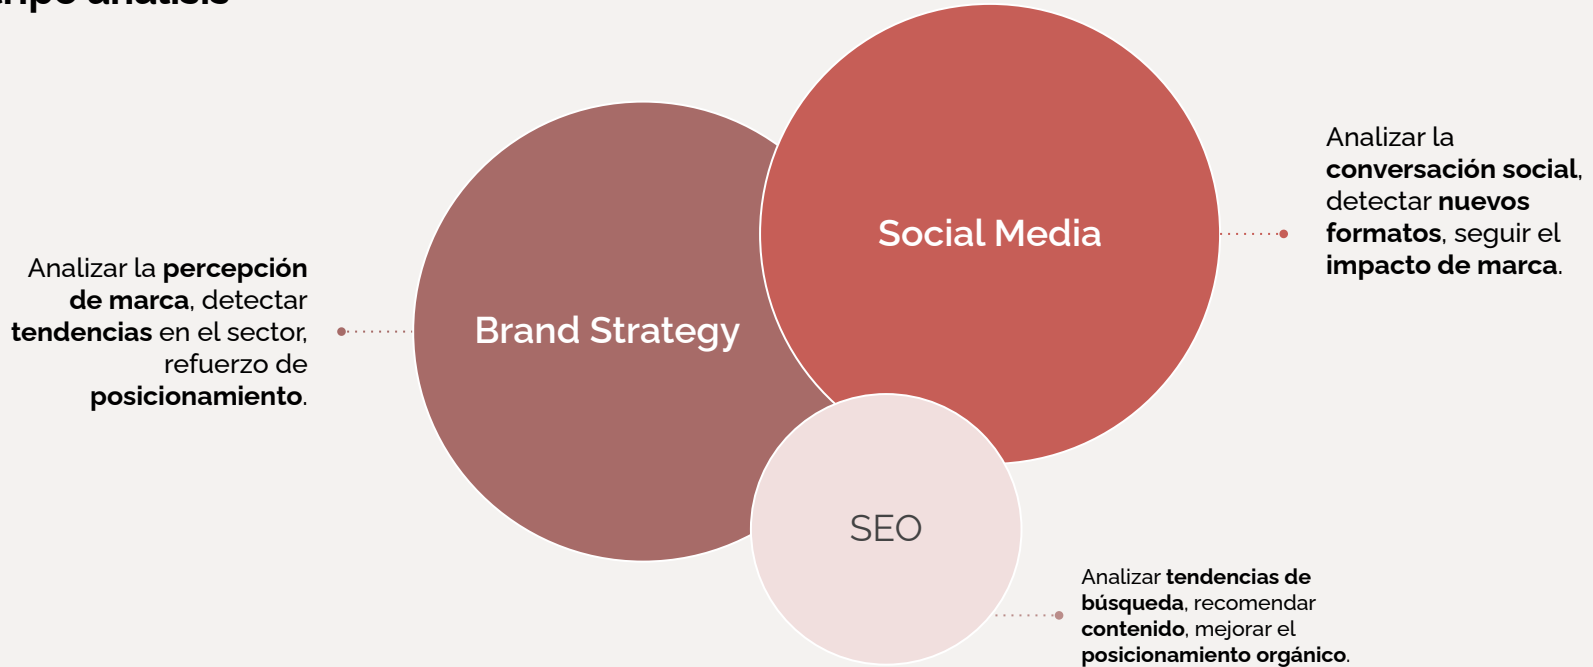 análisis
Social Media
Analizar la
conversación social,
detectar nuevos
formatos, seguir el
impacto de marca.
Brand Strategy
Analizar la percepción
de marca, detectar
tendencias en el sector,
refuerzo de
posicionamiento.
SEO
Analizar tendencias de
búsqueda, recomendar
contenido, mejorar el
posicionamiento orgánico.